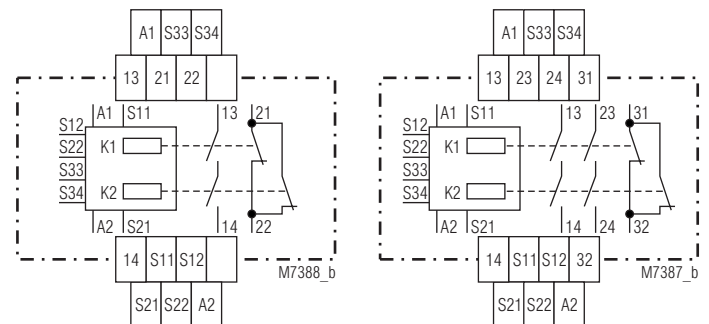 A1 S33 S34
13 21 22
A1 S11 13 21
S12
S22
S33
S34
K1
K2
A2 S21 14 22
14 S11 S12
M7388_b
S21 S22 A2
A1 S33 S34
13 23 24 31
A1 S11 13 23 31
S12
S22
S33
S34
K1
K2
A2 S21 14 24 32
14 S11 S12 32
M7387_b
S21 S22 A2